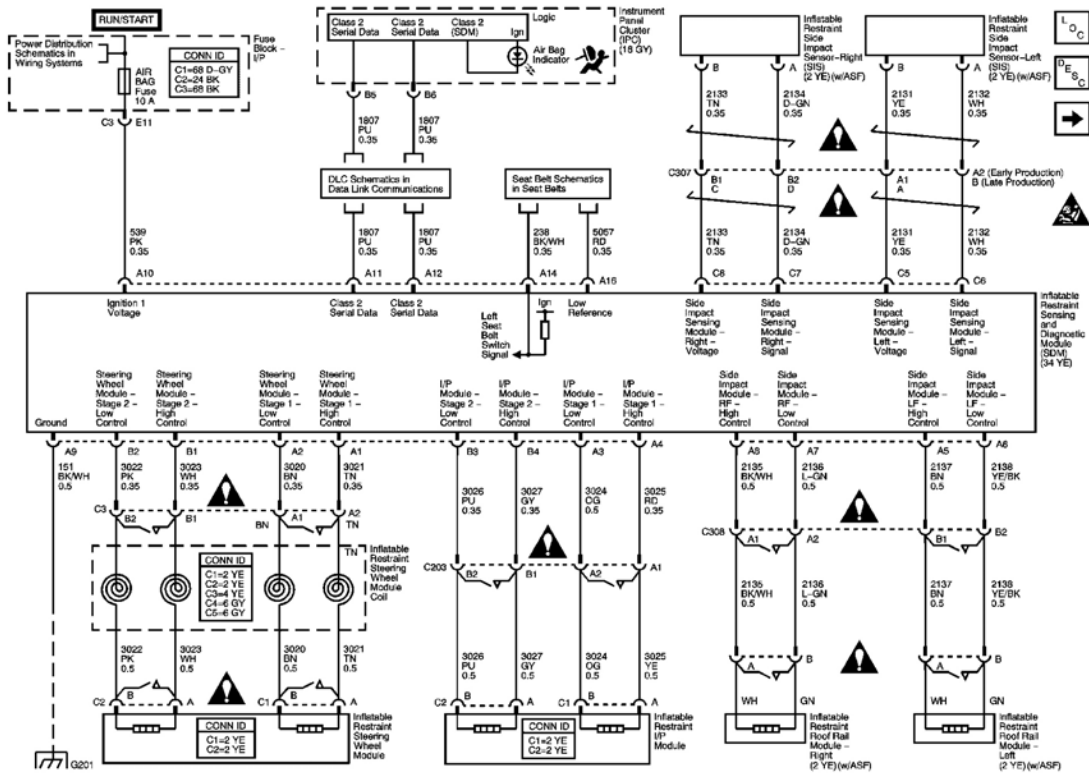 RUN/START
Power Distribution
Schematics in
Wiring Systems
CONN ID
C1=68 D-GY
C2=24 BK
C3=68 BK
AIR
BAG
Fuse
10 A
Fuse
Block -
I/P
C3
E11
539
PK
0.35
A10
Class 2
Serial Data
Class 2
Serial Data
Class 2
(SDM)
Logic
Ign
Air Bag
Indicator
Instrument
Panel
Cluster
(IPC)
(18 GY)
B5
B6
1807
PU
0.35
1807
PU
0.35
DLC Schematics in
Data Link Communications
Seat Belt Schematics
in Seat Belts
1807
PU
0.35
1807
PU
0.35
238
BK/WH
0.35
5057
RD
0.35
A11
A12
A14
A16
Inflatable
Restraint
Side
Impact
Sensor-Right
(SIS)
(2 YE)(w/ASF)
Inflatable
Restraint
Side
Impact
Sensor-Left
(SIS)
(2 YE)(w/ASF)
L
O
C
D
E
S
C
B
A
B
A
2133
TN
0.35
2134
D-GN
0.35
2131
YE
0.35
2132
WH
0.35
C307
B1
C
B2
D
A1
A
A2 (Early Production)
B (Late Production)
2133
TN
0.35
2134
D-GN
0.35
2131
YE
0.35
2132
WH
0.35
C8
C7
C5
C6
Ignition 1
Voltage
Class 2
Serial Data
Class 2
Serial Data
Left
Seat
Belt
Switch
Signal
Ign
Low
Reference
Side
Impact
Sensing
Module -
Right -
Voltage
Side
Impact
Sensing
Module -
Right -
Signal
Side
Impact
Sensing
Module -
Left -
Voltage
Side
Impact
Sensing
Module -
Left -
Signal
Inflatable
Restraint
Sensing
and
Diagnostic
Module
(SDM)
(34 YE)
Ground
Steering
Wheel
Module -
Stage 2 -
Low
Control
Steering
Wheel
Module -
Stage 2 -
High
Control
Steering
Wheel
Module -
Stage 1 -
Low
Control
Steering
Wheel
Module -
Stage 1 -
High
Control
I/P
Module -
Stage 2 -
Low
Control
I/P
Module -
Stage 2 -
High
Control
I/P
Module -
Stage 1 -
Low
Control
I/P
Module -
Stage 1 -
High
Control
Side
Impact
Module -
RF -
High
Control
Side
Impact
Module -
RF -
Low
Control
Side
Impact
Module -
LF -
High
Control
Side
Impact
Module -
LF -
Low
Control
A9
B2
B1
A2
A1
B3
B4
A3
A4
A8
A7
A5
A6
151
BK/WH
0.5
3022
PK
0.35
3023
WH
0.35
3020
BN
0.35
3021
TN
0.35
3026
PU
0.35
3027
GY
0.35
3024
OG
0.5
3025
RD
0.35
2135
BK/WH
0.5
2136
L-GN
0.5
2137
BN
0.5
2138
YE/BK
0.5
C3
B2
B1
BN
A1
A2
TN
C203
B2
B1
A2
A1
C308
A1
A2
B1
B2
CONN ID
C1=2 YE
C2=2 YE
C3=4 YE
C4=6 GY
C5=6 GY
TN
Inflatable
Restraint
Steering
Wheel
Module
Coil
3022
PK
0.5
3023
WH
0.5
3020
BN
0.5
3021
TN
0.5
3026
PU
0.5
3027
GY
0.5
3024
OG
0.5
3025
YE
0.5
2135
BK/WH
0.5
2136
L-GN
0.5
2137
BN
0.5
2138
YE/BK
0.5
C2
B
A
C1
B
A
C2
B
A
C1
B
A
A
B
A
B
WH
GN
WH
GN
CONN ID
C1=2 YE
C2=2 YE
Inflatable
Restraint
Steering
Wheel
Module
CONN ID
C1=2 YE
C2=2 YE
Inflatable
Restraint
I/P
Module
Inflatable
Restraint
Roof Rail
Module -
Right
(2 YE)(w/ASF)
Inflatable
Restraint
Roof Rail
Module -
Left
(2 YE)(w/ASF)
G201